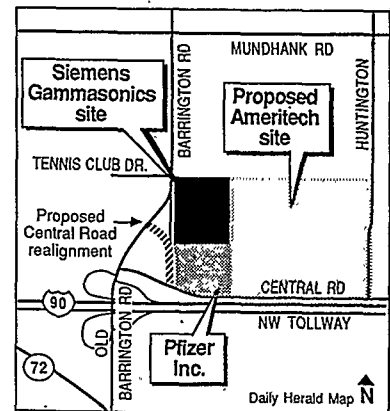 MUNDHANK RD
BARRINGTON RD
HUNTINGTON
Siemens
Gammasonics
site
Proposed
Ameritech
site
TENNIS CLUB DR.
Proposed
Central Road
realignment
CENTRAL RD
90
NW TOLLWAY
OLD
BARRINGTON RD
Pfizer
Inc.
72
Daily Herald Map
N